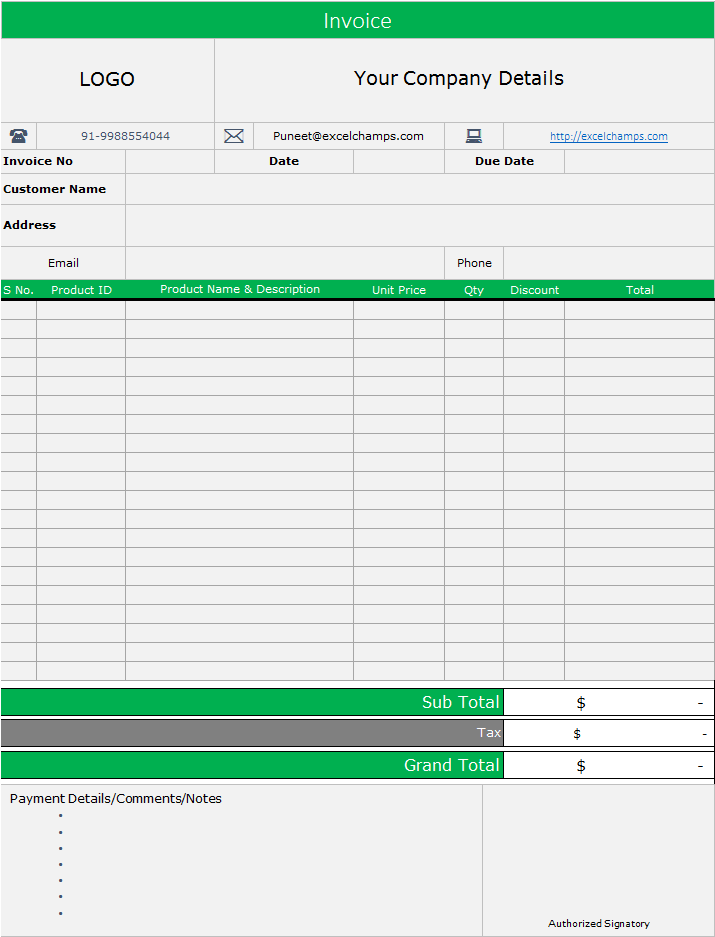 Invoice
LOGO
Your Company Details
91-9988554044 Puneet@excelchamps.com http://excelchamps.com
Invoice No Date Due Date
Customer Name
Address
Email Phone
S No. Product ID Product Name & Description Unit Price Qty Discount Total
Sub Total $ -
Tax $ -
Grand Total $ -
Payment Details/Comments/Notes
•
•
•
•
•
•
•
Authorized Signatory